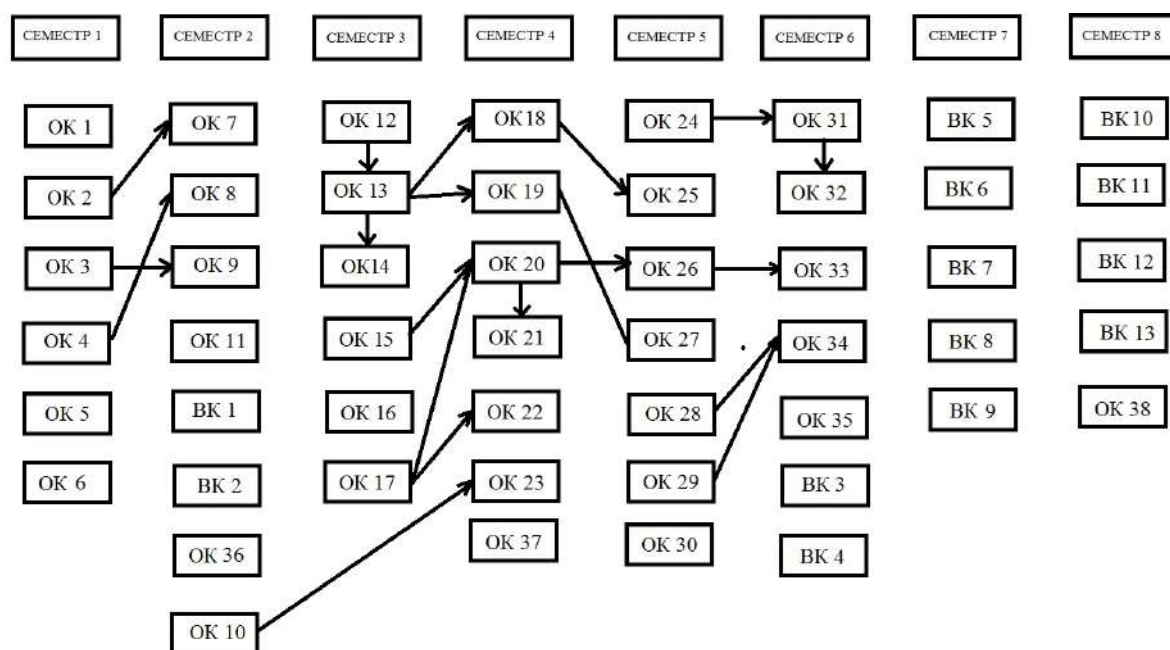 СЕМЕСТР 1
СЕМЕСТР 2
СЕМЕСТР 3
СЕМЕСТР 4
СЕМЕСТР 5
СЕМЕСТР 6
СЕМЕСТР 7
СЕМЕСТР 8
ОК 1
ОК 7
ОК 12
ОК18
ОК 24
ОК 31
ВК 5
ВК 10
ОК 2
ОК 8
ОК 13
ОК 19
ОК 25
ОК 32
ВК 6
ВК 11
ОК 3
ОК 9
ОК14
ОК 20
ОК 26
ОК 33
ВК 7
ВК 12
ОК 4
ОК 11
ОК 15
ОК 21
ОК 27
ОК 34
ВК 8
ВК 13
ОК 5
ВК 1
ОК 16
ОК 22
ОК 28
ОК 35
ВК 9
ОК 38
ОК 6
ВК 2
ОК 17
ОК 23
ОК 29
ВК 3
ОК 36
ОК 37
ОК 30
ВК 4
ОК 10